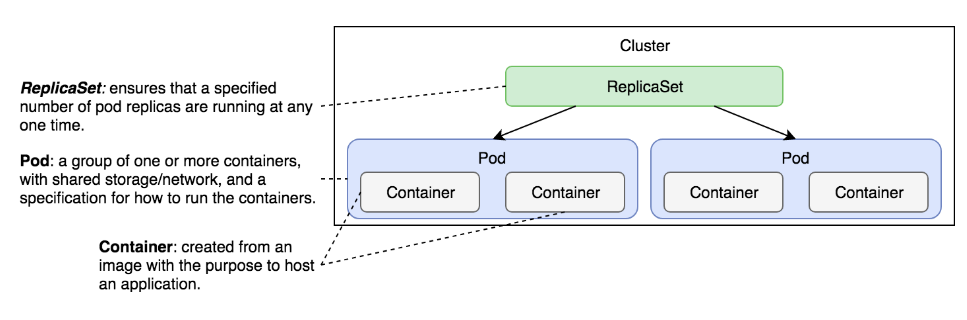 Cluster
ReplicaSet
ReplicaSet: ensures that a specified
number of pod replicas are running at any
one time.
Pod: a group of one or more containers,
with shared storage/network, and a
specification for how to run the containers.
Pod
Pod
Container
Container
Container
Container
Container: created from an
image with the purpose to host
an application.